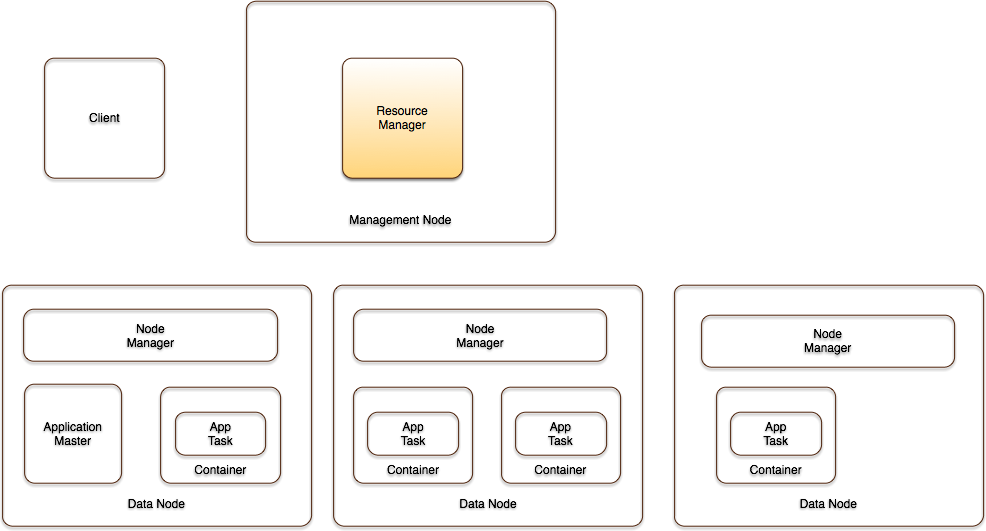 Client
Resource
Manager
Management Node
Node
Manager
Application
Master
App
Task
Container
Data Node
Node
Manager
App
Task
Container
App
Task
Container
Data Node
Node
Manager
App
Task
Container
Data Node